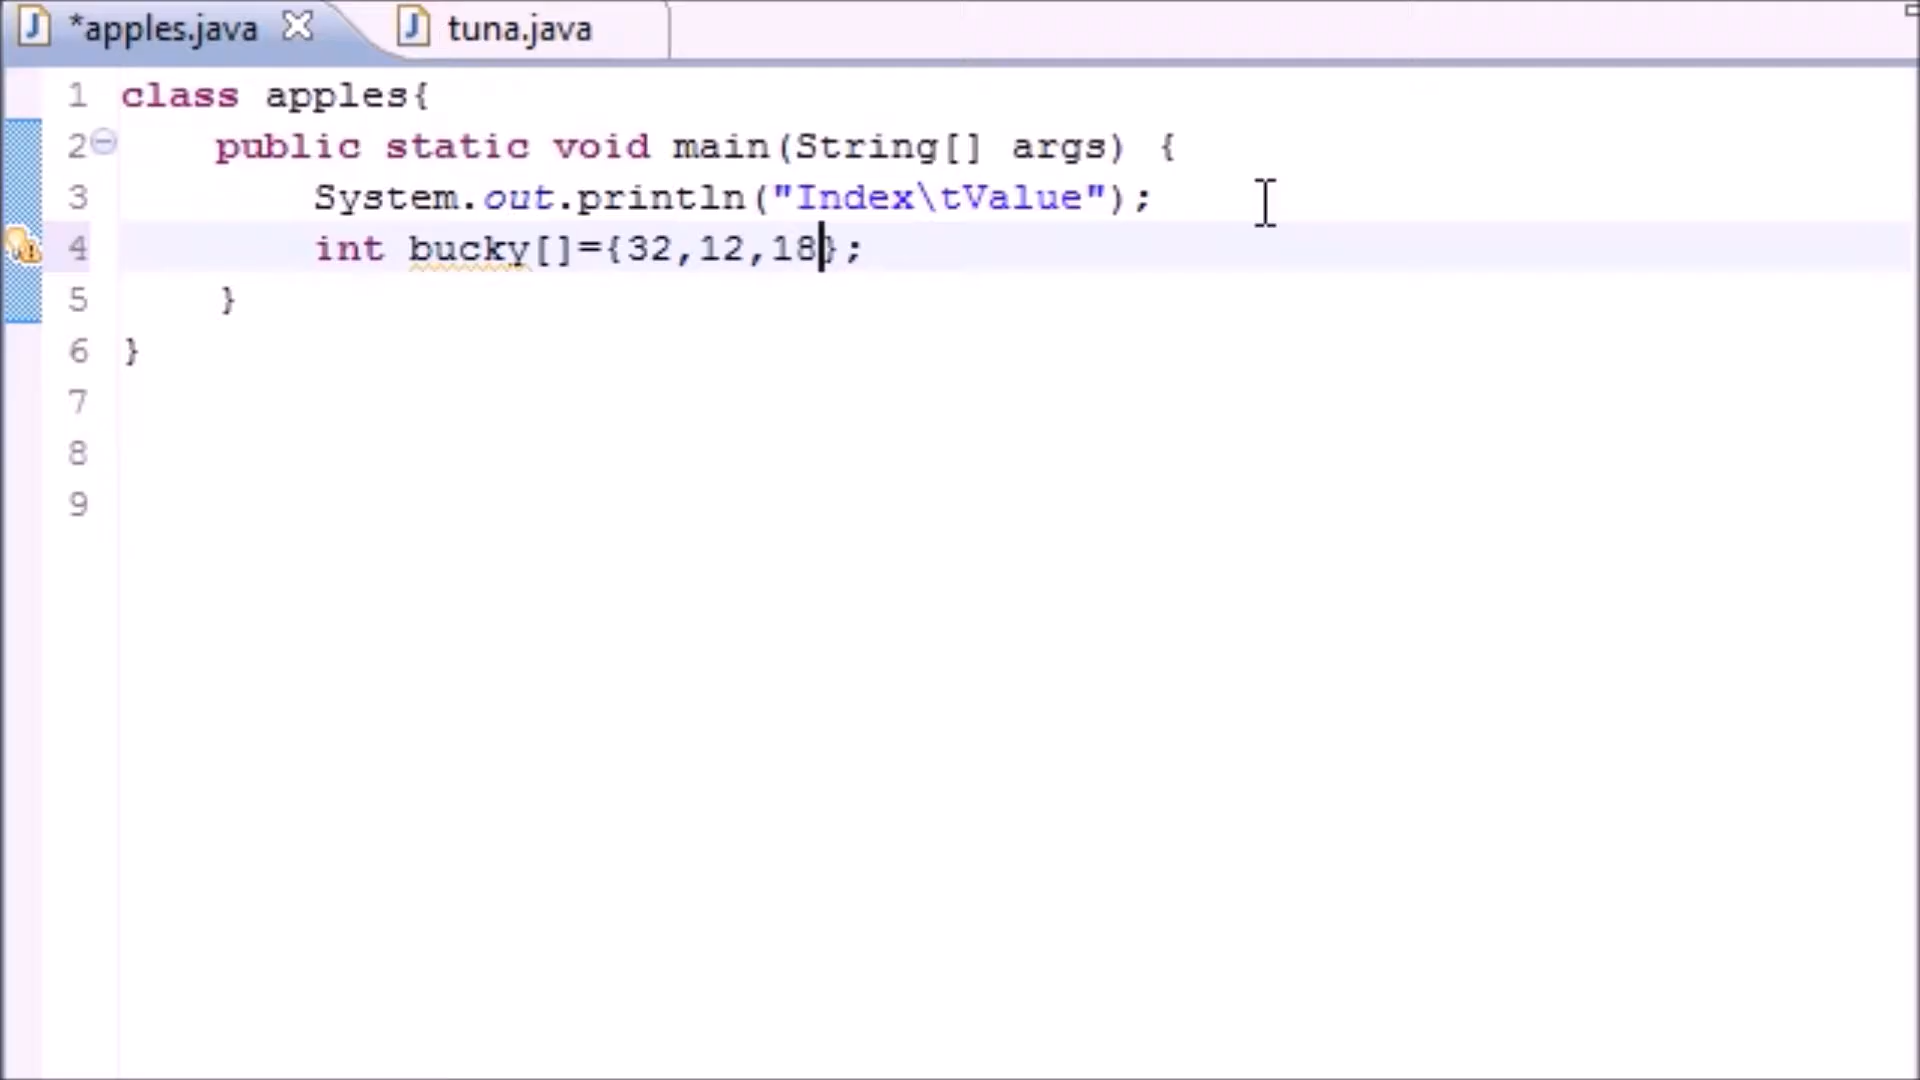 *apples.java tuna.java
1 class apples{
2 public static void main(String[] args) {
3 System.out.println("Index\tValue");
4 int bucky[]={32,12,18};
5 }
6 }
7
8
9